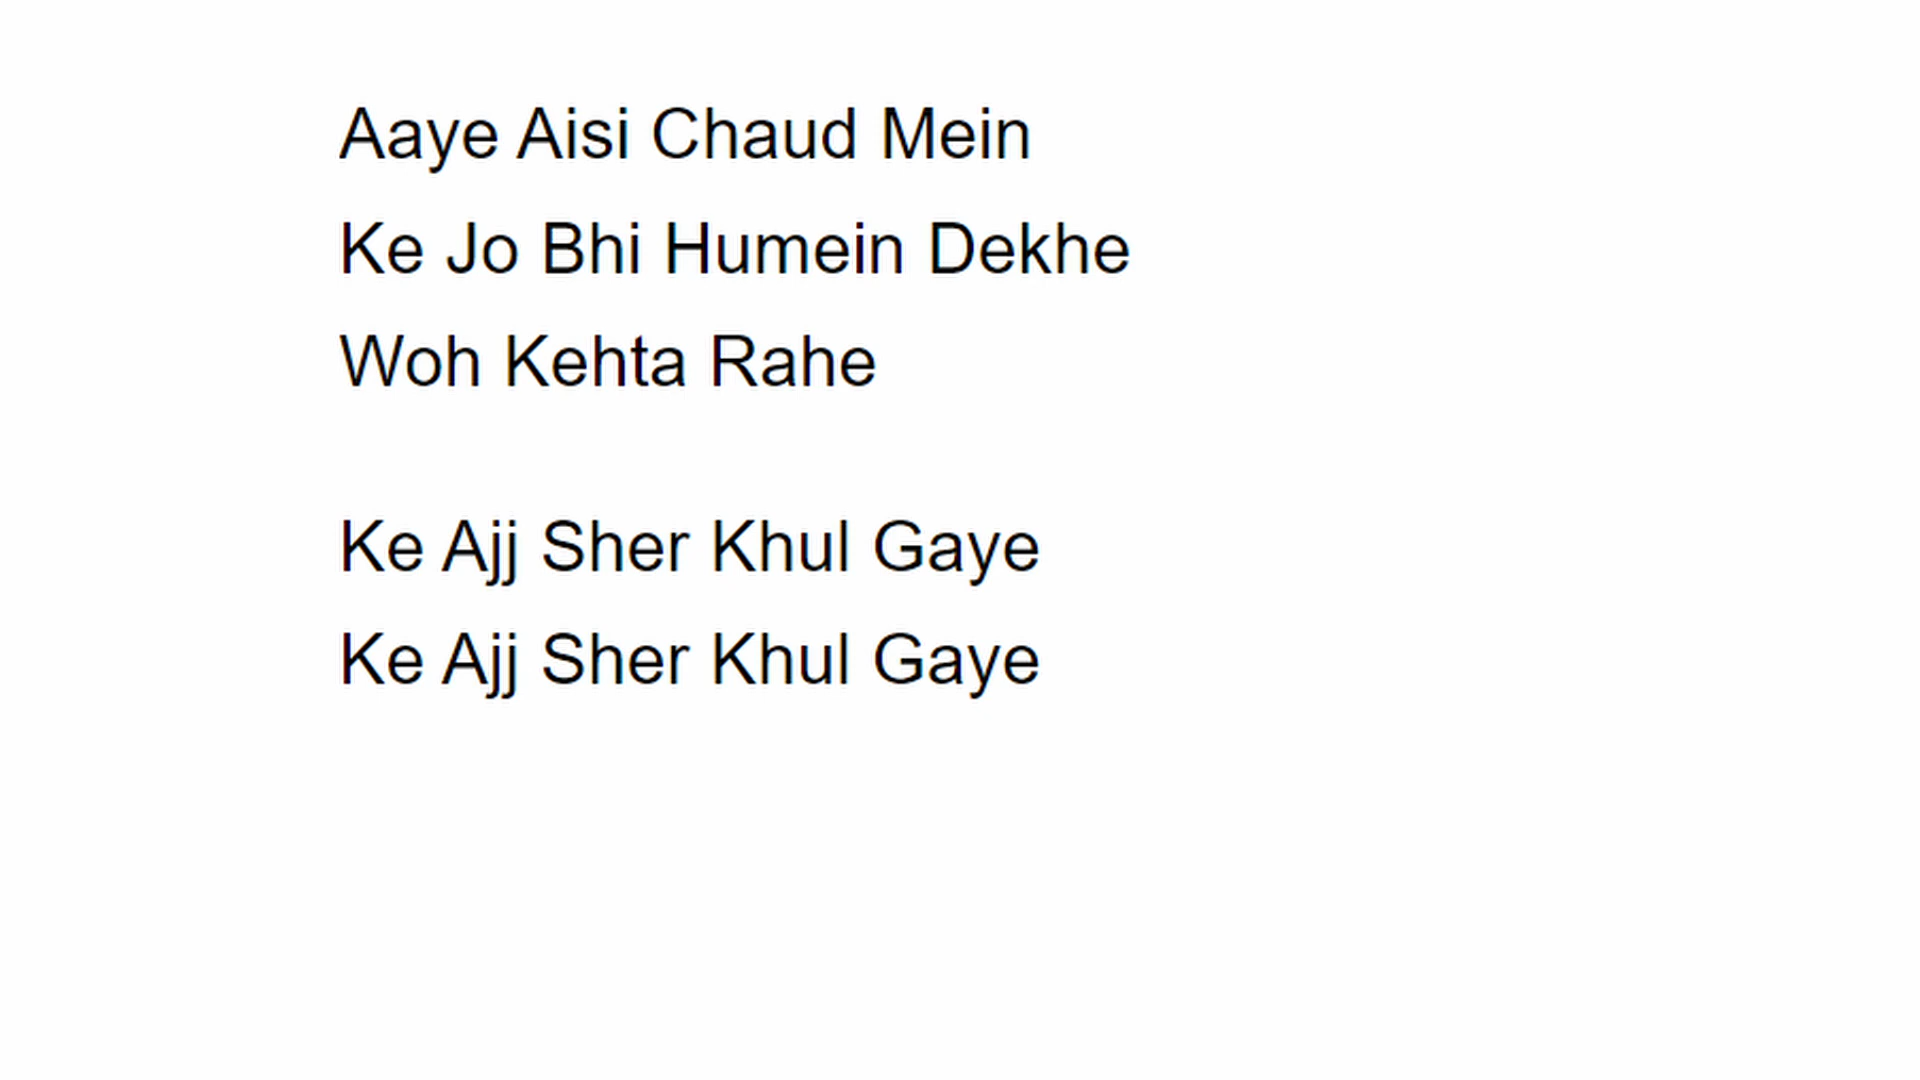 Aaye Aisi Chaud Mein
Ke Jo Bhi Humein Dekhe
Woh Kehta Rahe
Ke Ajj Sher Khul Gaye
Ke Ajj Sher Khul Gaye